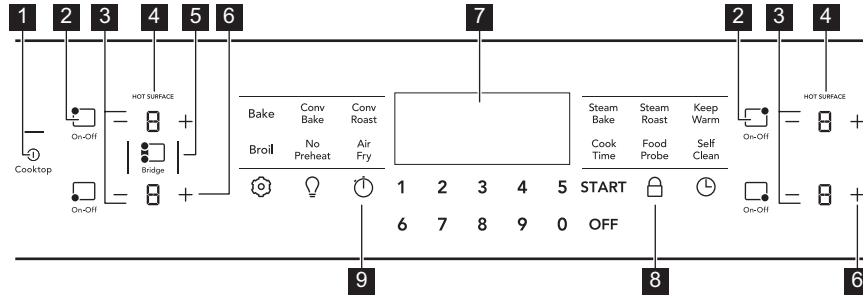 1 2 3 4 5 6 7 2 3 4
HOT SURFACE HOT SURFACE
On-Off 8 Bake Conv Bake Conv Roast Steam Bake Steam Roast Keep Warm On-Off 8
Cooktop Bridge Broil No Preheat Air Fry Cook Time Food Probe Self Clean
On-Off 8 1 2 3 4 5 START On-Off 8
6 7 8 9 0 OFF
9 8 6